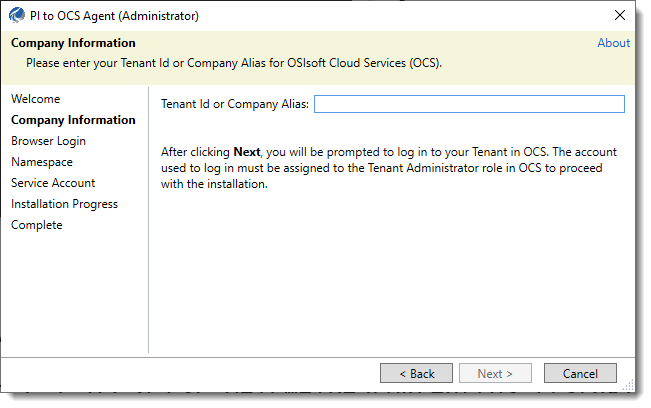 PI to OCS Agent (Administrator)
Company Information
About
Please enter your Tenant Id or Company Alias for OSIsoft Cloud Services (OCS).
Welcome
Company Information
Browser Login
Namespace
Service Account
Installation Progress
Complete
Tenant Id or Company Alias:
After clicking Next, you will be prompted to log in to your Tenant in OCS. The account
used to log in must be assigned to the Tenant Administrator role in OCS to proceed
with the installation.
< Back
Next >
Cancel